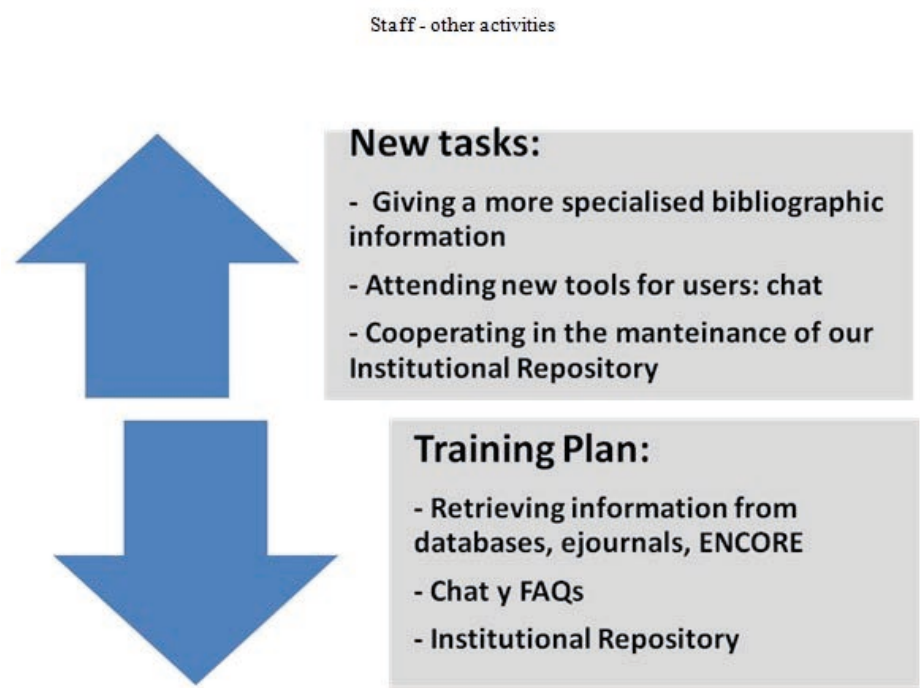 Staff - other activities
New tasks:
- Giving a more specialised bibliographic
information
- Attending new tools for users: chat
- Cooperating in the manteinance of our
Institutional Repository
Training Plan:
- Retrieving information from
databases, ejournals, ENCORE
- Chat y FAQs
- Institutional Repository